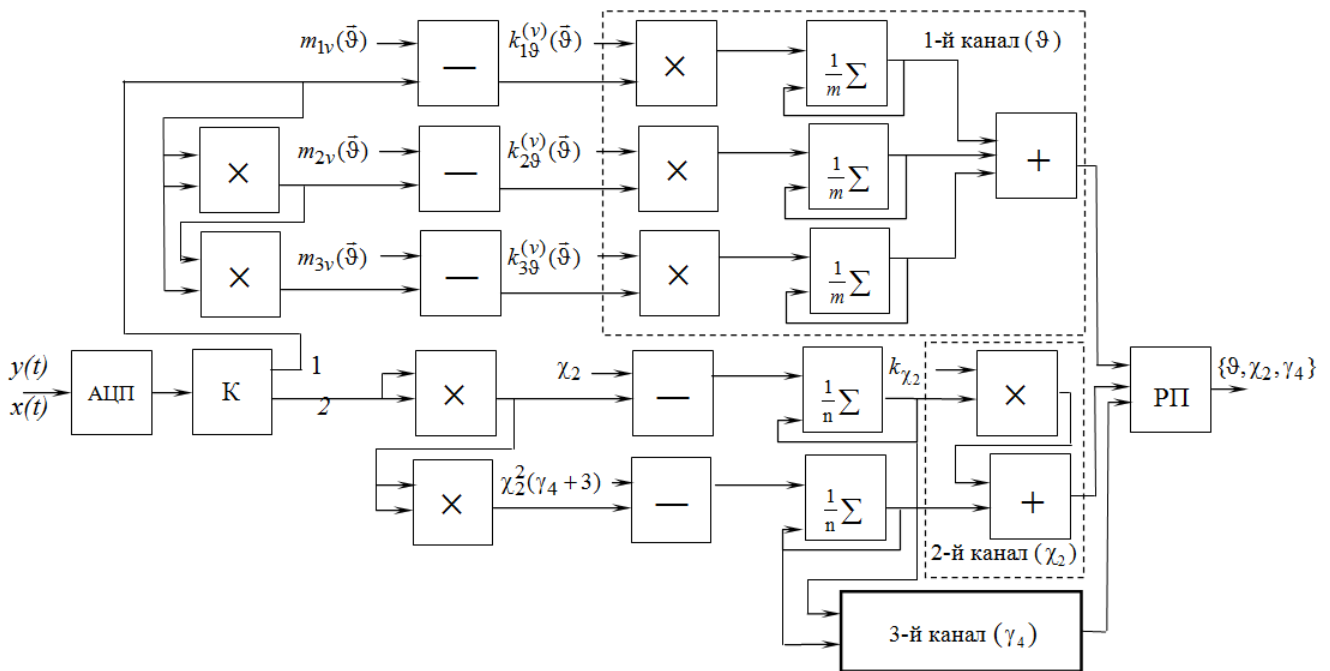 1-й канал (ϑ)
m₁ᵥ(ϑ⃗)
—
k₁ϑ⁽ᵛ⁾(ϑ⃗)
×
1/m Σ
×
m₂ᵥ(ϑ⃗)
—
k₂ϑ⁽ᵛ⁾(ϑ⃗)
×
1/m Σ
+
×
m₃ᵥ(ϑ⃗)
—
k₃ϑ⁽ᵛ⁾(ϑ⃗)
×
1/m Σ
y(t)
x(t)
АЦП
К
1
2
×
χ₂
—
1/n Σ
k_χ₂
×
РП
{ϑ, χ₂, γ₄}
×
χ₂²(γ₄+3)
—
1/n Σ
+
2-й канал (χ₂)
3-й канал (γ₄)